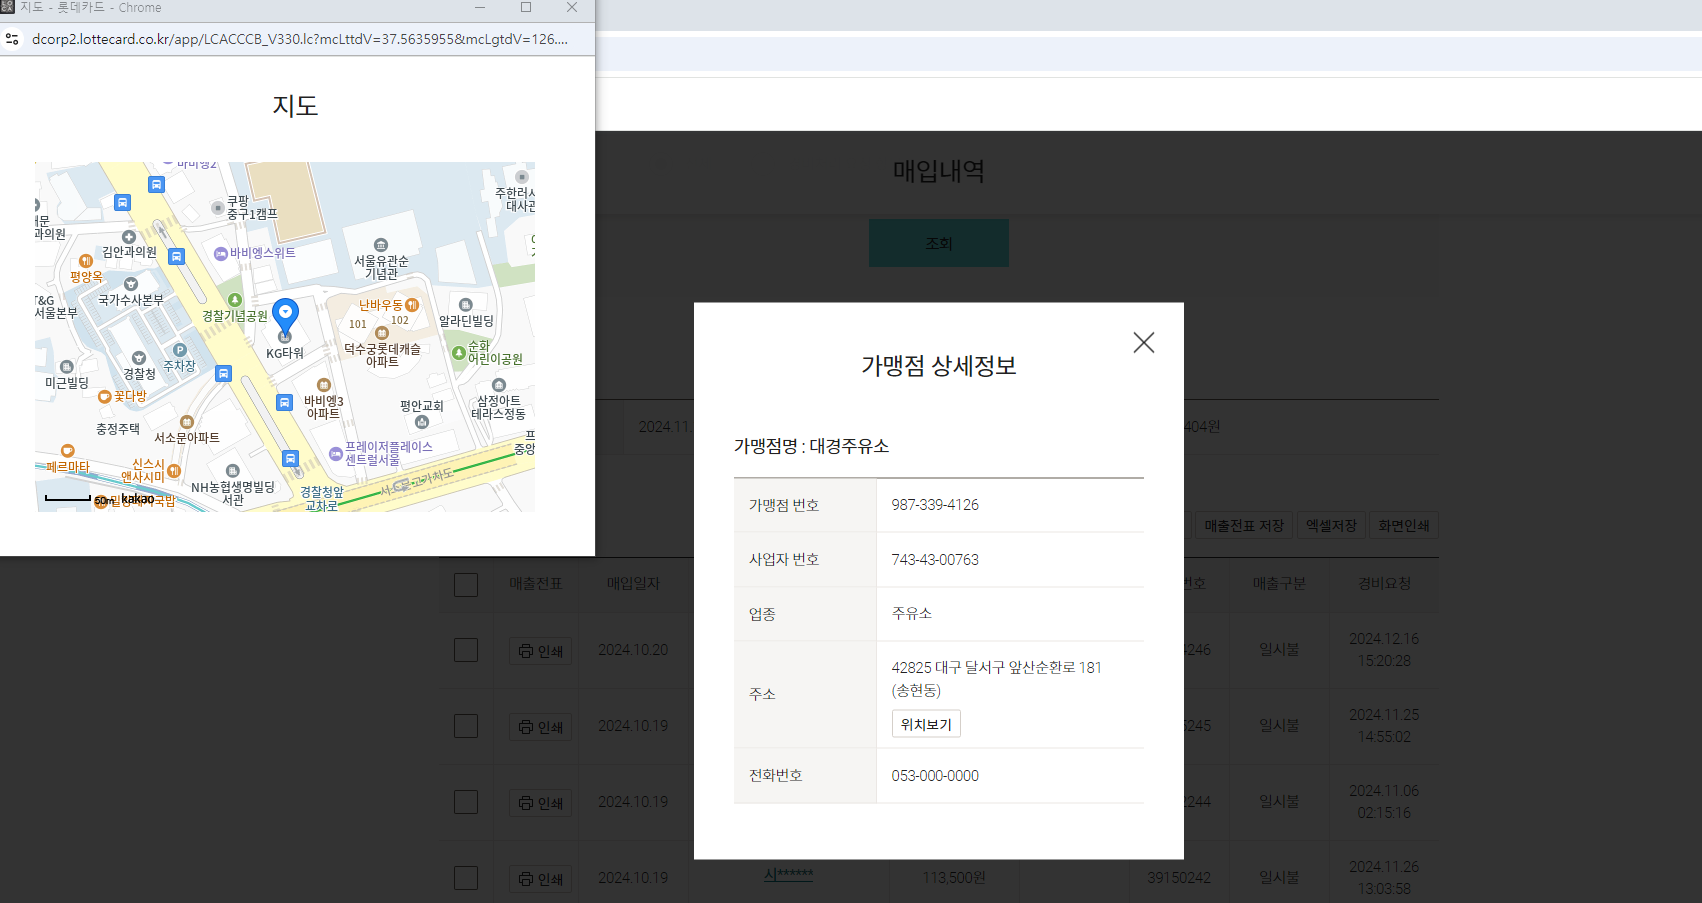 지도 - 롯데카드 - Chrome
dcorp2.lottecard.co.kr/app/LCACCCB_V330.lc?mcLttdV=37.5635955&mcLgtdV=126....
지도
바비엥2
쿠팡
중구1캠프
주한러시
대사관
과의원
김안과의원
바비엥스위트
서울유관순
기념관
평양옥
국가수사본부
T&G
서울본부
경찰기념공원
난바우동
101
102
알라딘빌딩
KG타워
덕수궁롯데캐슬
아파트
순화
어린이공원
주차장
경찰청
미근빌딩
꽃다방
바비엥3
아파트
평안교회
삼정아트
테라스정동
충정주택
서소문아파트
프레이저플레이스
센트럴서울
중앙
페르마타
신스시
앤사시미
NH농협생명빌딩
서관
경찰청앞
교차로
서소문고가차도
50m
kakao
매입내역
조회
2024.11.
404원
매출전표 저장
엑셀저장
화면인쇄
매출전표
매입일자
번호
매출구분
경비요청
인쇄
2024.10.20
4246
일시불
2024.12.16
15:20:28
인쇄
2024.10.19
5245
일시불
2024.11.25
14:55:02
인쇄
2024.10.19
2244
일시불
2024.11.06
02:15:16
인쇄
2024.10.19
시******
113,500원
39150242
일시불
2024.11.26
13:03:58
가맹점 상세정보
가맹점명 : 대경주유소
가맹점 번호
987-339-4126
사업자 번호
743-43-00763
업종
주유소
주소
42825 대구 달서구 앞산순환로 181
(송현동)
위치보기
전화번호
053-000-0000